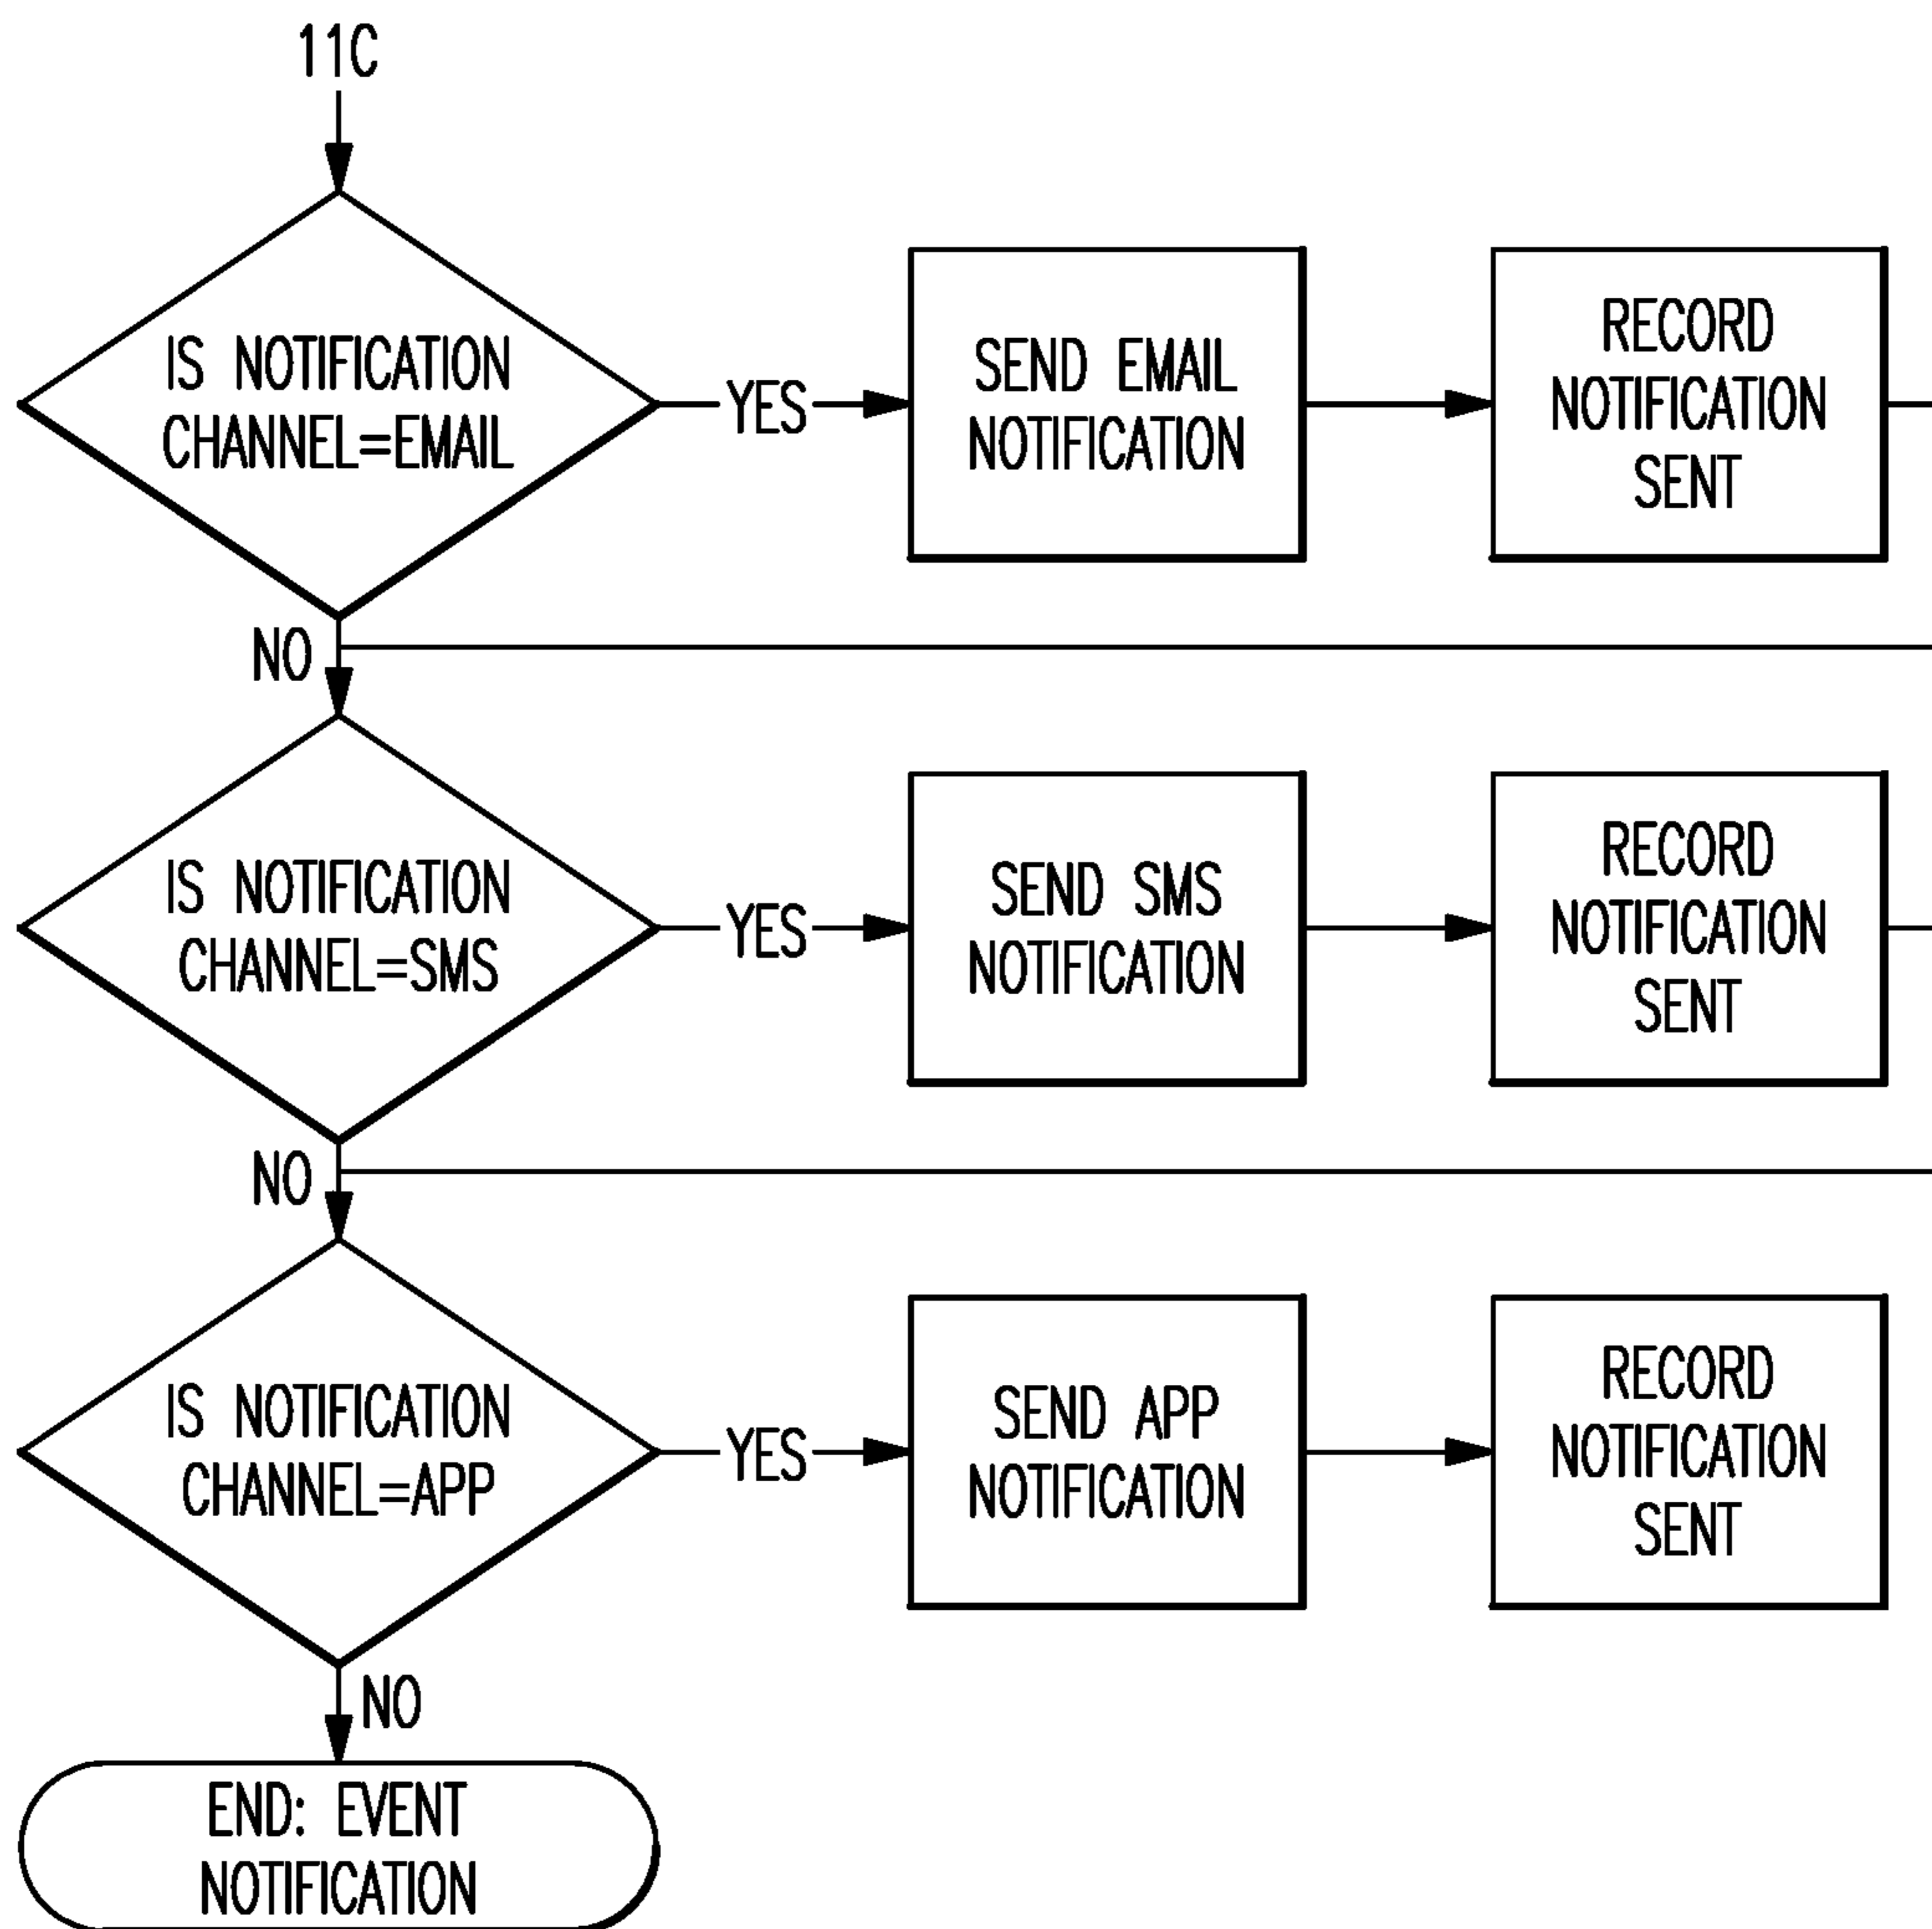 11C
IS NOTIFICATION
CHANNEL=EMAIL
YES
SEND EMAIL
NOTIFICATION
RECORD
NOTIFICATION
SENT
NO
IS NOTIFICATION
CHANNEL=SMS
YES
SEND SMS
NOTIFICATION
RECORD
NOTIFICATION
SENT
NO
IS NOTIFICATION
CHANNEL=APP
YES
SEND APP
NOTIFICATION
RECORD
NOTIFICATION
SENT
NO
END: EVENT
NOTIFICATION